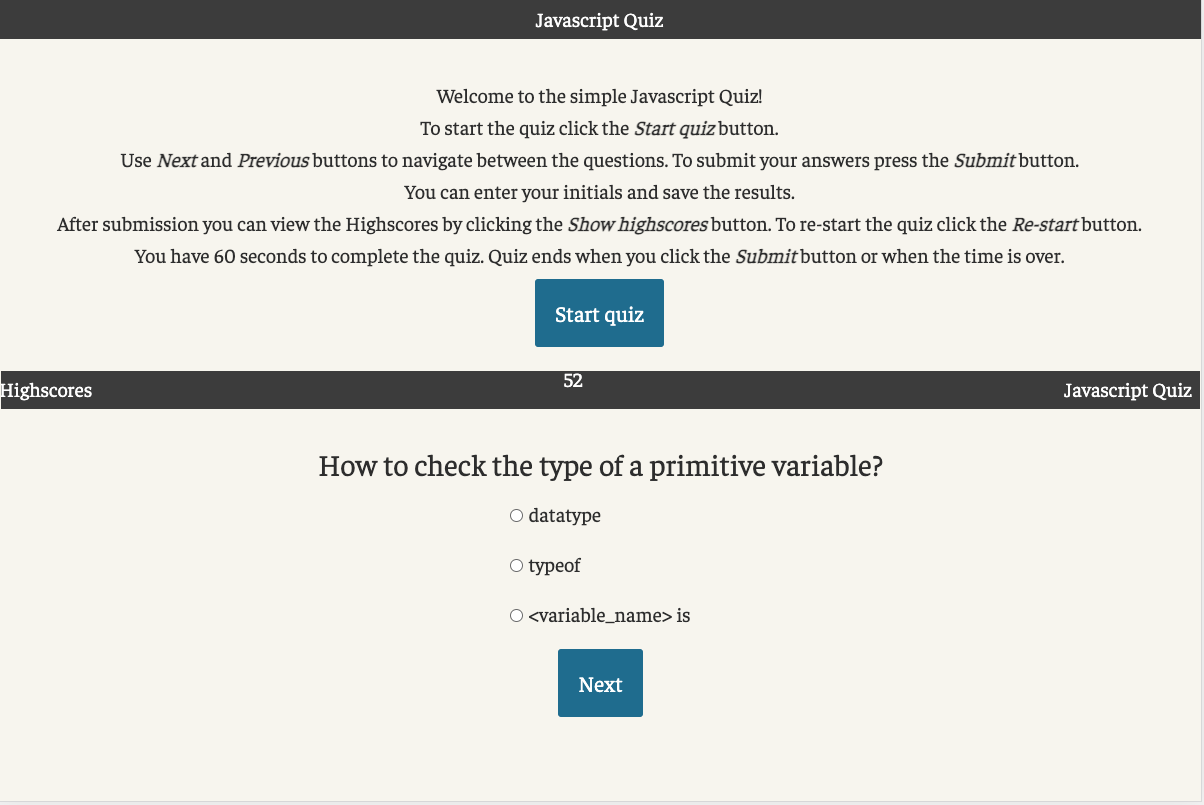 Javascript Quiz
Welcome to the simple Javascript Quiz!
To start the quiz click the Start quiz button.
Use Next and Previous buttons to navigate between the questions. To submit your answers press the Submit button.
You can enter your initials and save the results.
After submission you can view the Highscores by clicking the Show highscores button. To re-start the quiz click the Re-start button.
You have 60 seconds to complete the quiz. Quiz ends when you click the Submit button or when the time is over.
Start quiz
Highscores 52 Javascript Quiz
How to check the type of a primitive variable?
datatype
typeof
<variable_name> is
Next